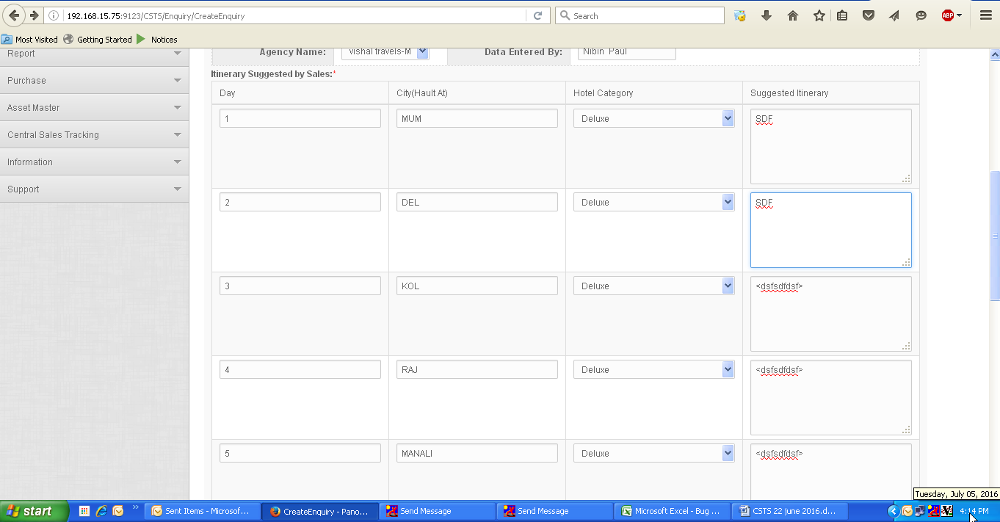 192.168.15.75:9123/CSTS/Enquiry/CreateEnquiry
Search
ABP
Most Visited
Getting Started
Notices
Report
Purchase
Asset Master
Central Sales Tracking
Information
Support
Agency Name:
vishal travels-M
Data Entered By:
Nibin Paul
Itinerary Suggested by Sales:*
Day
City(Hault At)
Hotel Category
Suggested Itinerary
1
MUM
Deluxe
SDF
2
DEL
Deluxe
SDF
3
KOL
Deluxe
<dsfsdfdsf>
4
RAJ
Deluxe
<dsfsdfdsf>
5
MANALI
Deluxe
<dsfsdfdsf>
Tuesday, July 05, 2016
start
Sent Items - Microsof...
CreateEnquiry - Pano...
Send Message
Send Message
Microsoft Excel - Bug ...
CSTS 22 june 2016.d...
4:14 PM